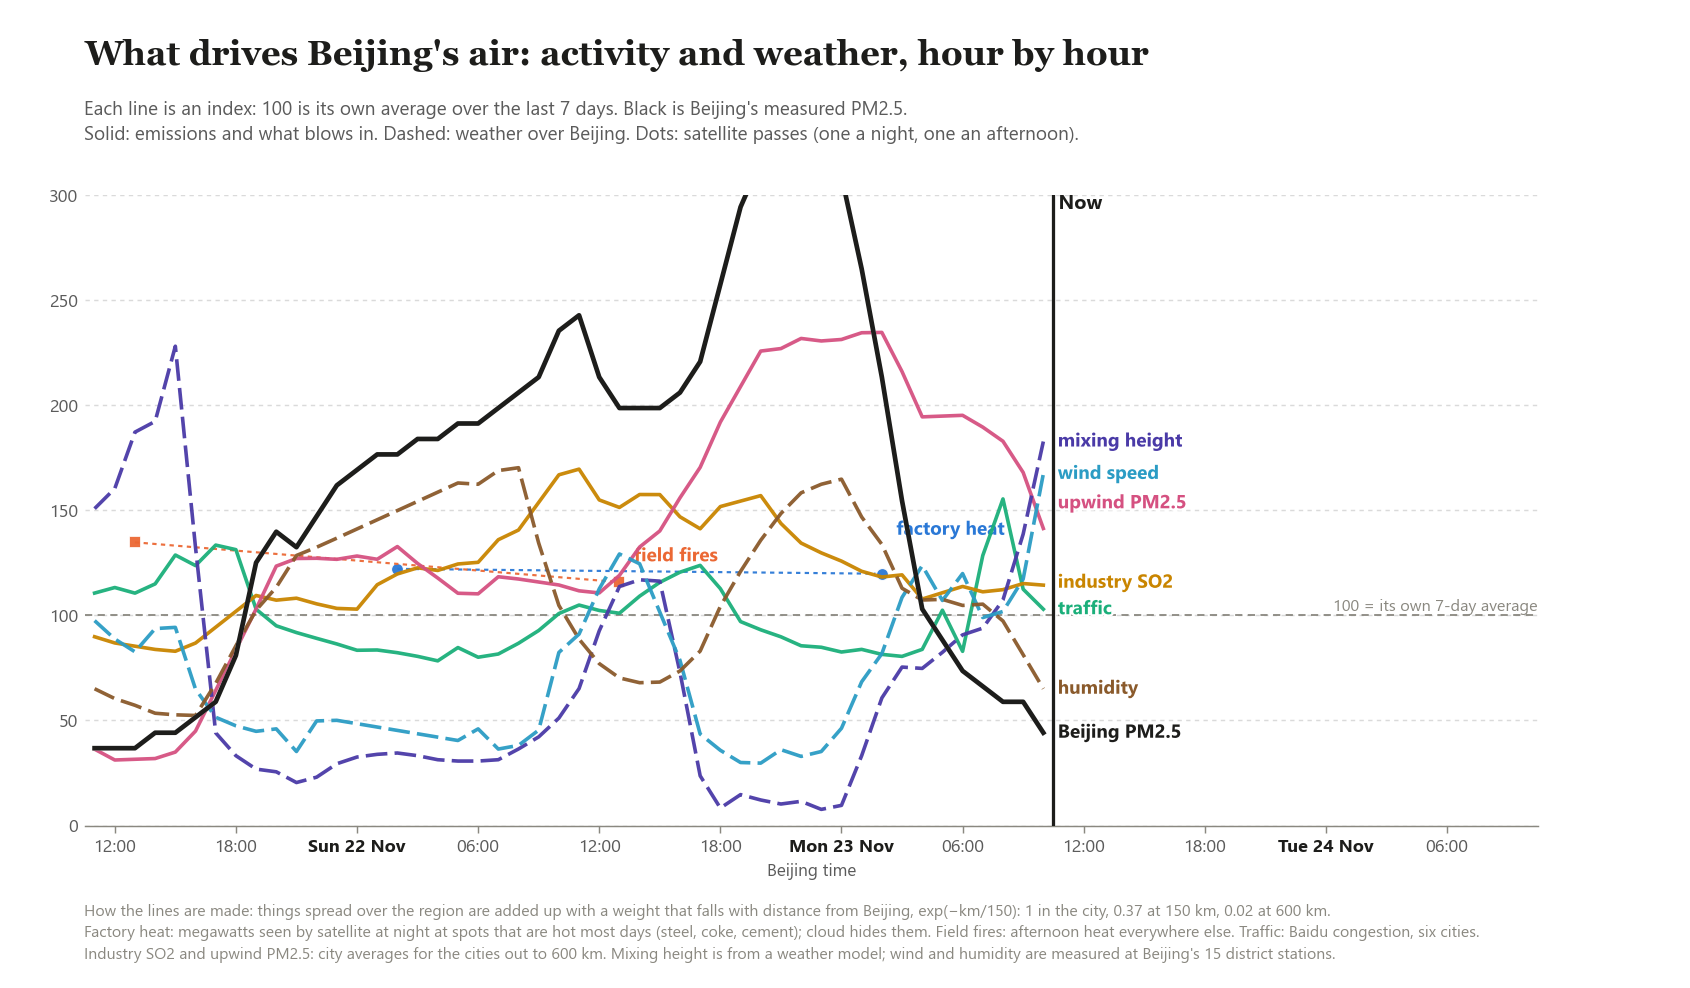 What drives Beijing's air: activity and weather, hour by hour
Each line is an index: 100 is its own average over the last 7 days. Black is Beijing's measured PM2.5.
Solid: emissions and what blows in. Dashed: weather over Beijing. Dots: satellite passes (one a night, one an afternoon).
300
Now
250
200
mixing height
wind speed
upwind PM2.5
150
factory heat
field fires
industry SO2
traffic
100 = its own 7-day average
100
humidity
Beijing PM2.5
50
0
12:00 18:00 Sun 22 Nov 06:00 12:00 18:00 Mon 23 Nov 06:00 12:00 18:00 Tue 24 Nov 06:00
Beijing time
How the lines are made: things spread over the region are added up with a weight that falls with distance from Beijing, exp(−km/150): 1 in the city, 0.37 at 150 km, 0.02 at 600 km.
Factory heat: megawatts seen by satellite at night at spots that are hot most days (steel, coke, cement); cloud hides them. Field fires: afternoon heat everywhere else. Traffic: Baidu congestion, six cities.
Industry SO2 and upwind PM2.5: city averages for the cities out to 600 km. Mixing height is from a weather model; wind and humidity are measured at Beijing's 15 district stations.